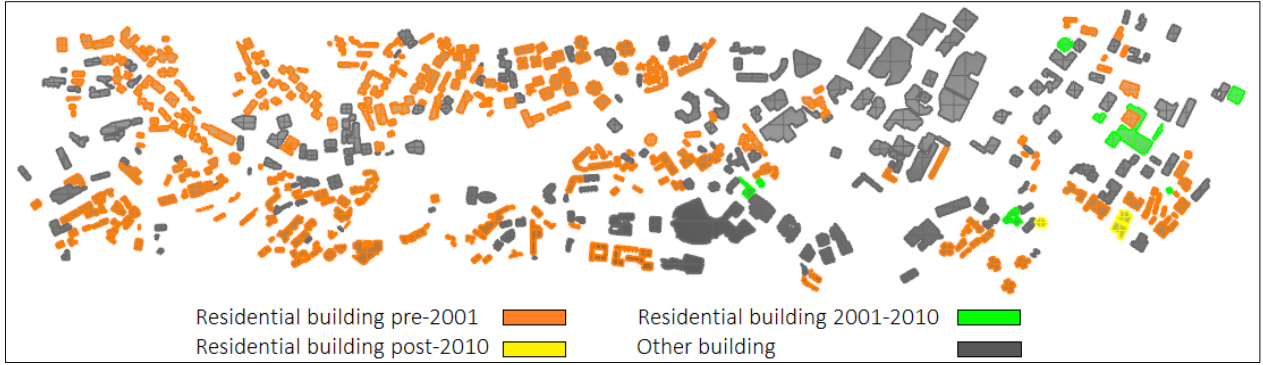 Residential building pre-2001
Residential building 2001-2010
Residential building post-2010
Other building